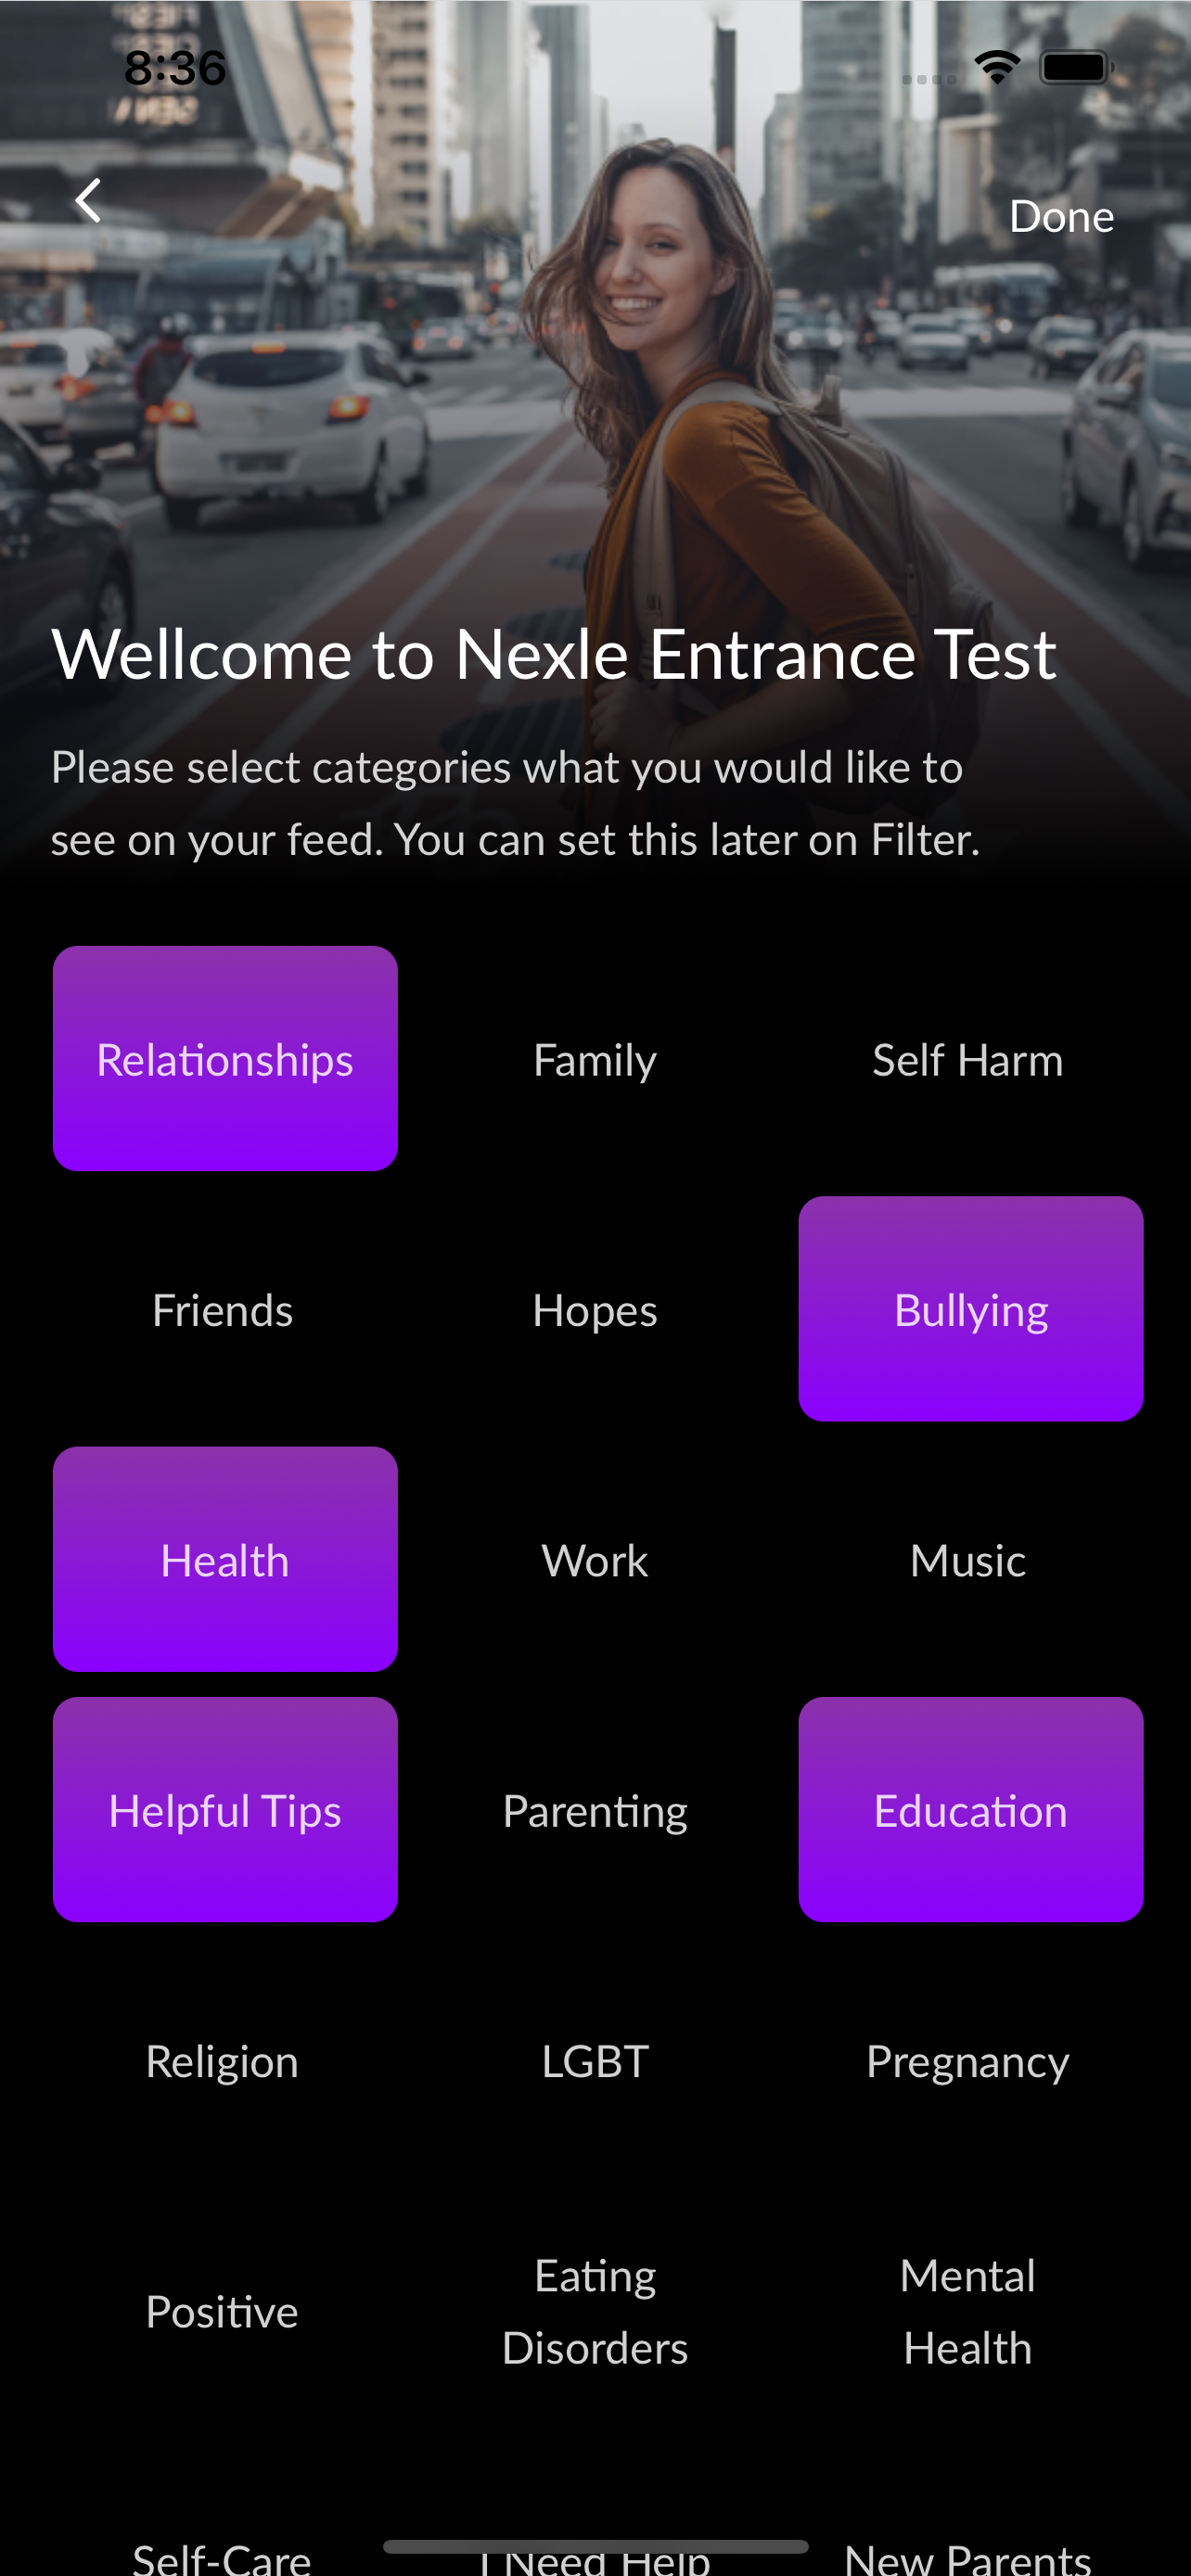 8:36
Done
Wellcome to Nexle Entrance Test
Please select categories what you would like to
see on your feed. You can set this later on Filter.
Relationships
Family
Self Harm
Friends
Hopes
Bullying
Health
Work
Music
Helpful Tips
Parenting
Education
Religion
LGBT
Pregnancy
Positive
Eating
Disorders
Mental
Health
Self-Care
I Need Help
New Parents